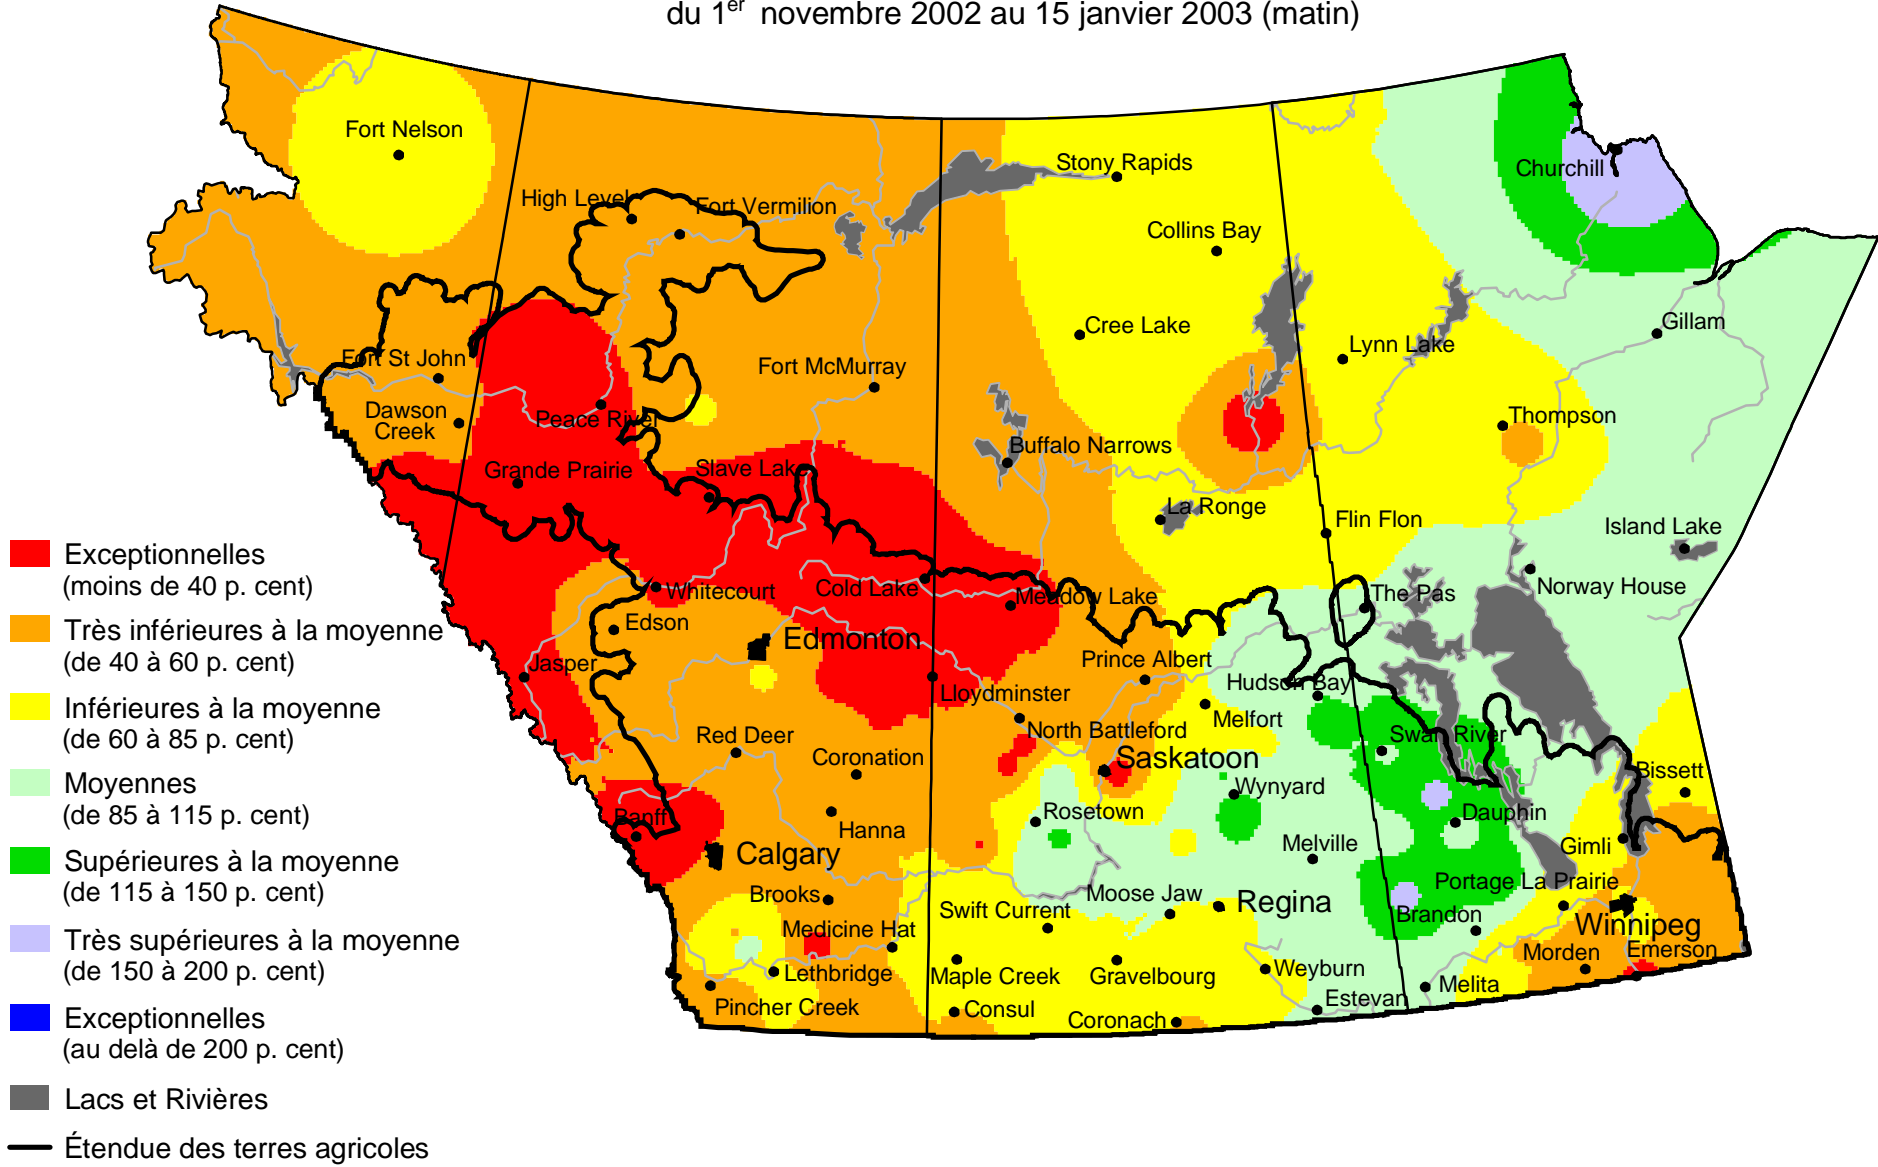 du 1er novembre 2002 au 15 janvier 2003 (matin)
Fort Nelson
Churchill
Stony Rapids
High Level
Fort Vermilion
Collins Bay
Cree Lake
Gillam
Lynn Lake
Fort St John
Fort McMurray
Dawson
Creek
Peace River
Thompson
Buffalo Narrows
Grande Prairie
Slave Lake
La Ronge
Flin Flon
Island Lake
Exceptionnelles
(moins de 40 p. cent)
Whitecourt
Cold Lake
Meadow Lake
The Pas
Norway House
Très inférieures à la moyenne
(de 40 à 60 p. cent)
Edson
Edmonton
Jasper
Prince Albert
Hudson Bay
Lloydminster
Inférieures à la moyenne
(de 60 à 85 p. cent)
Melfort
North Battleford
Red Deer
Swan River
Coronation
Saskatoon
Bissett
Moyennes
(de 85 à 115 p. cent)
Wynyard
Rosetown
Dauphin
Banff
Hanna
Melville
Gimli
Calgary
Supérieures à la moyenne
(de 115 à 150 p. cent)
Portage La Prairie
Brooks
Moose Jaw
Regina
Swift Current
Brandon
Winnipeg
Medicine Hat
Très supérieures à la moyenne
(de 150 à 200 p. cent)
Morden
Emerson
Lethbridge
Maple Creek
Gravelbourg
Weyburn
Melita
Pincher Creek
Consul
Coronach
Estevan
Exceptionnelles
(au delà de 200 p. cent)
Lacs et Rivières
Étendue des terres agricoles